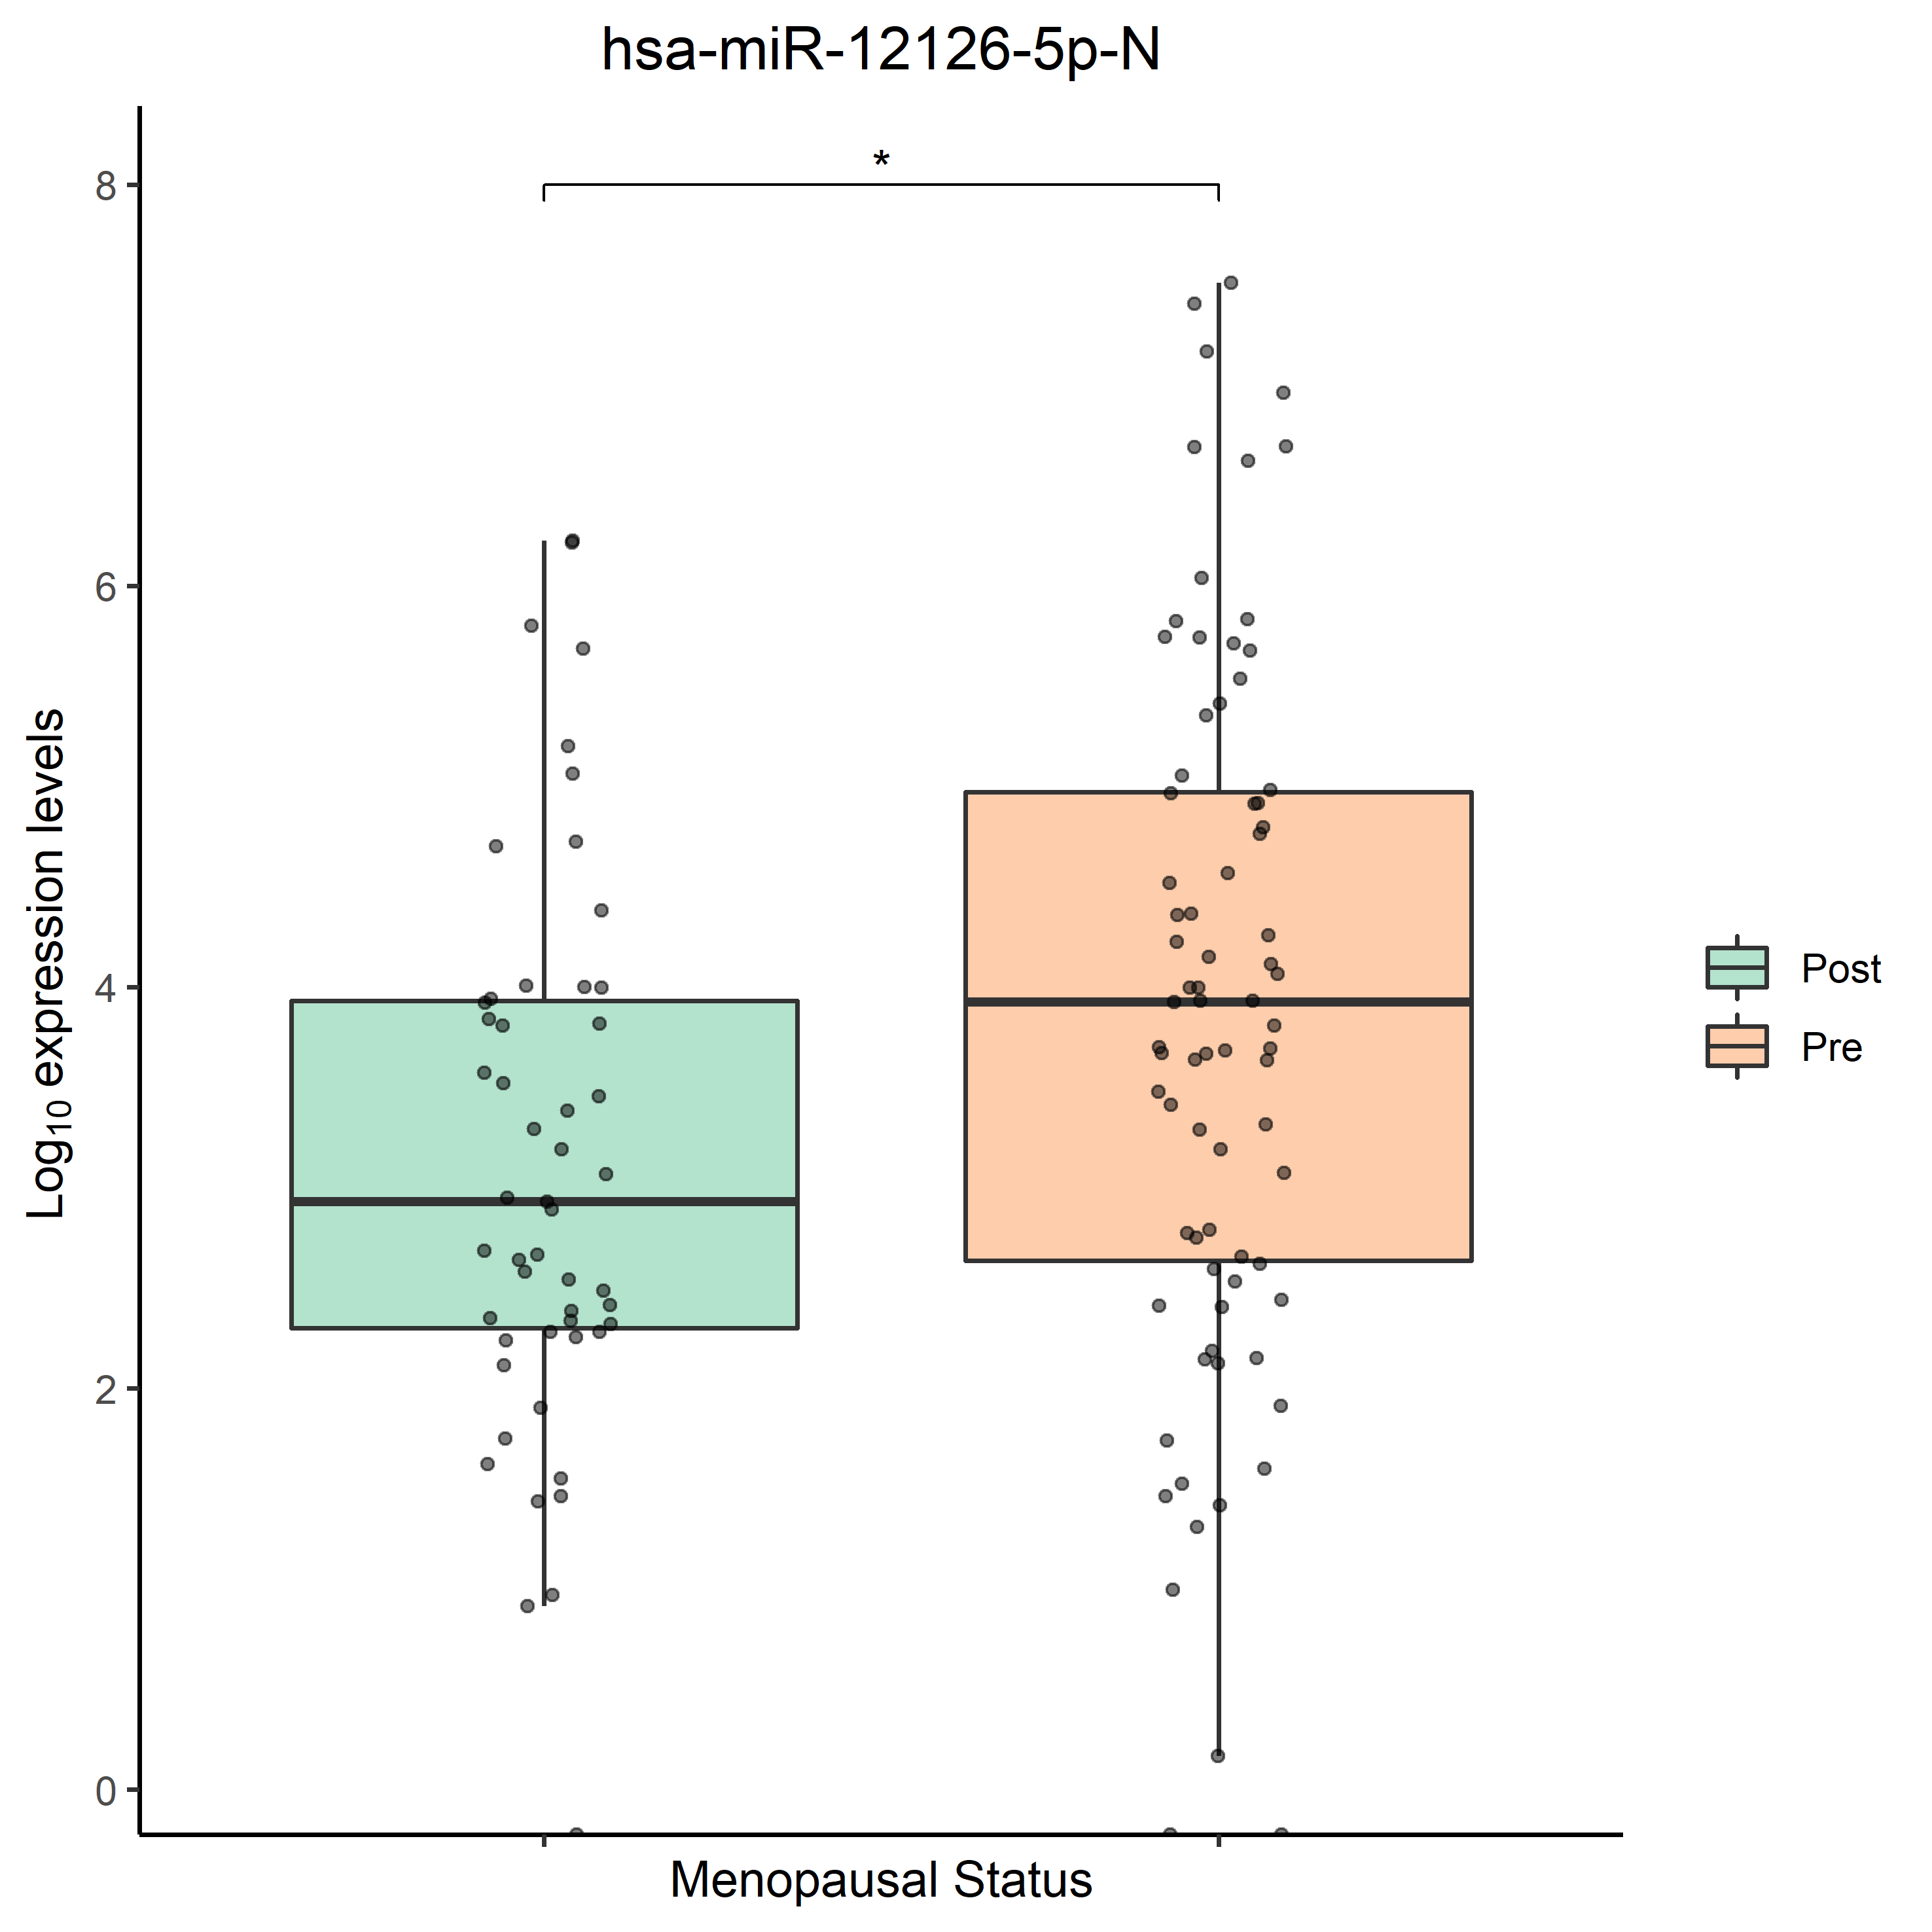 hsa-miR-12126-5p-N
*
8
6
4
2
0
Log10 expression levels
Menopausal Status
Post
Pre